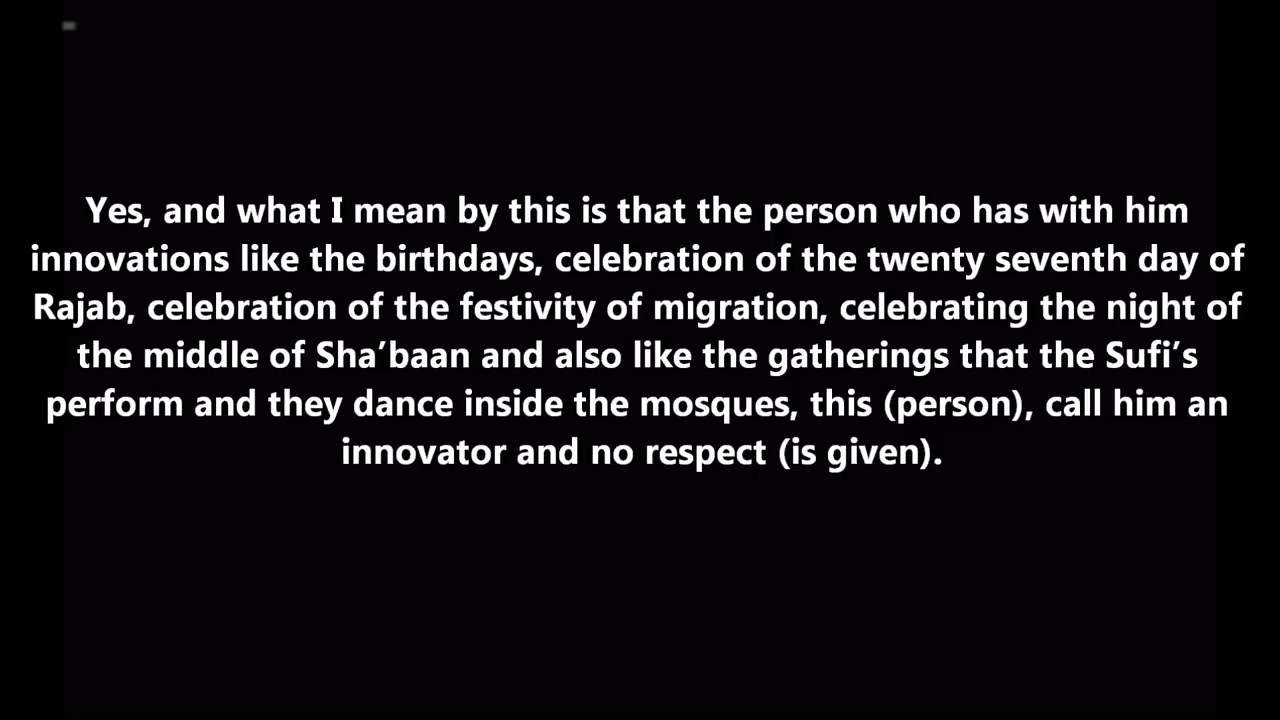 Yes, and what I mean by this is that the person who has with him
innovations like the birthdays, celebration of the twenty seventh day of
Rajab, celebration of the festivity of migration, celebrating the night of
the middle of Sha’baan and also like the gatherings that the Sufi’s
perform and they dance inside the mosques, this (person), call him an
innovator and no respect (is given).